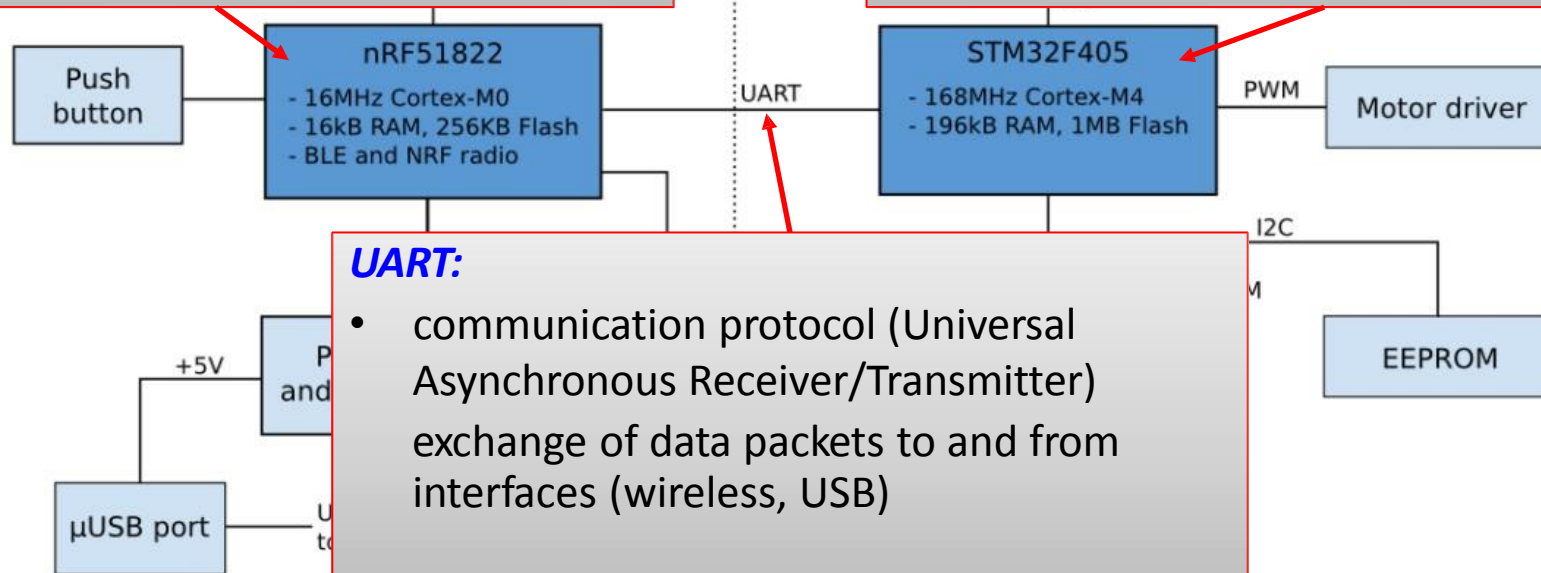 nRF51822
- 16MHz Cortex-M0
- 16kB RAM, 256KB Flash
- BLE and NRF radio
Push
button
UART
STM32F405
- 168MHz Cortex-M4
- 196kB RAM, 1MB Flash
PWM
Motor driver
I2C
EEPROM
UART:
• communication protocol (Universal
Asynchronous Receiver/Transmitter)
exchange of data packets to and from
interfaces (wireless, USB)
+5V
and
µUSB port